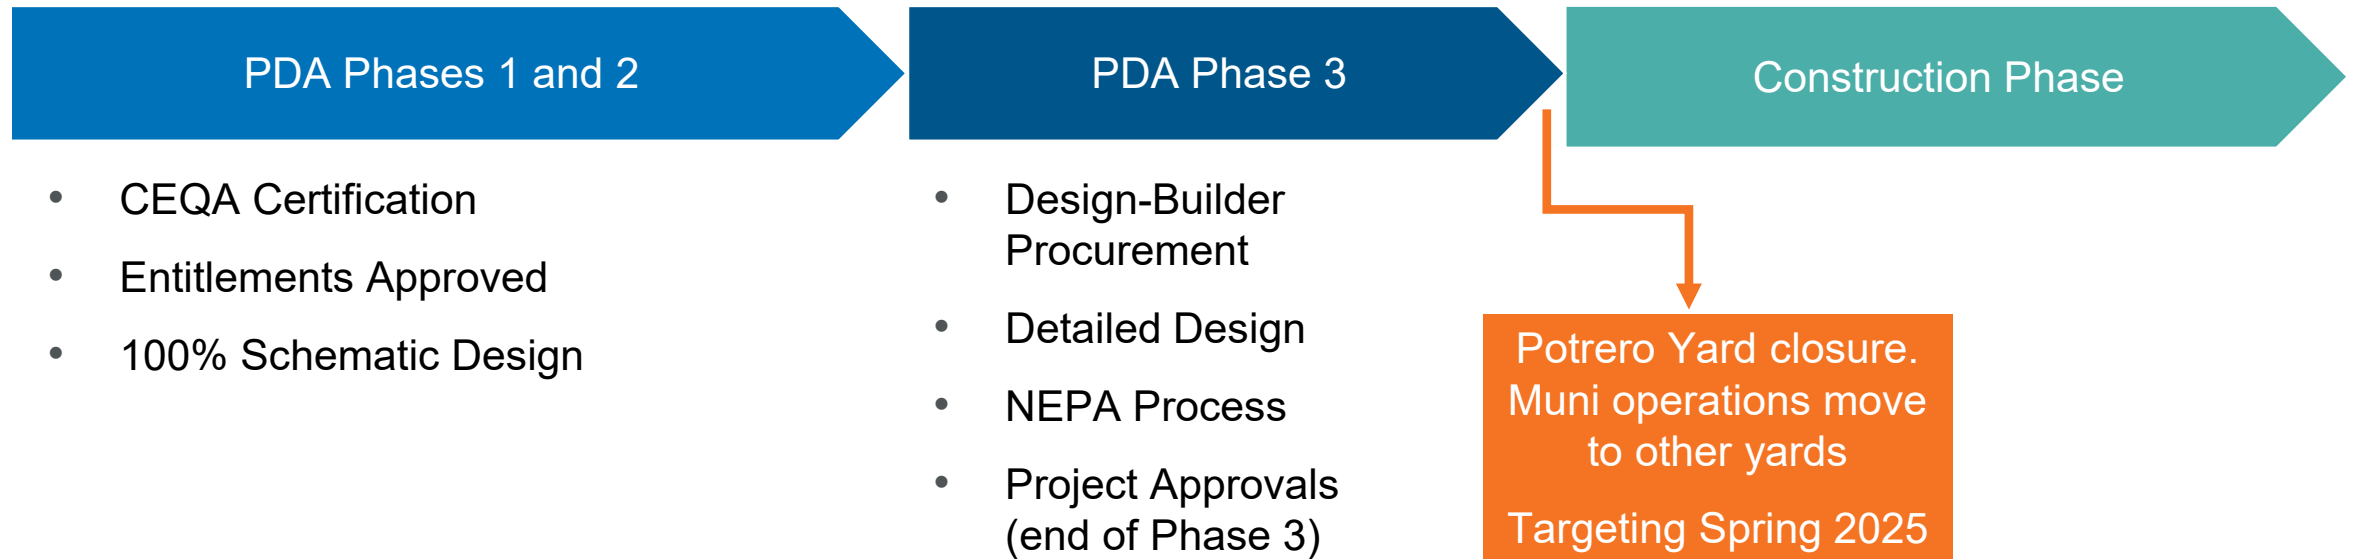 PDA Phases 1 and 2
• CEQA Certification
• Entitlements Approved
• 100% Schematic Design
PDA Phase 3
• Design-Builder
Procurement
• Detailed Design
• NEPA Process
• Project Approvals
(end of Phase 3)
Construction Phase
Potrero Yard closure.
Muni operations move
to other yards
Targeting Spring 2025